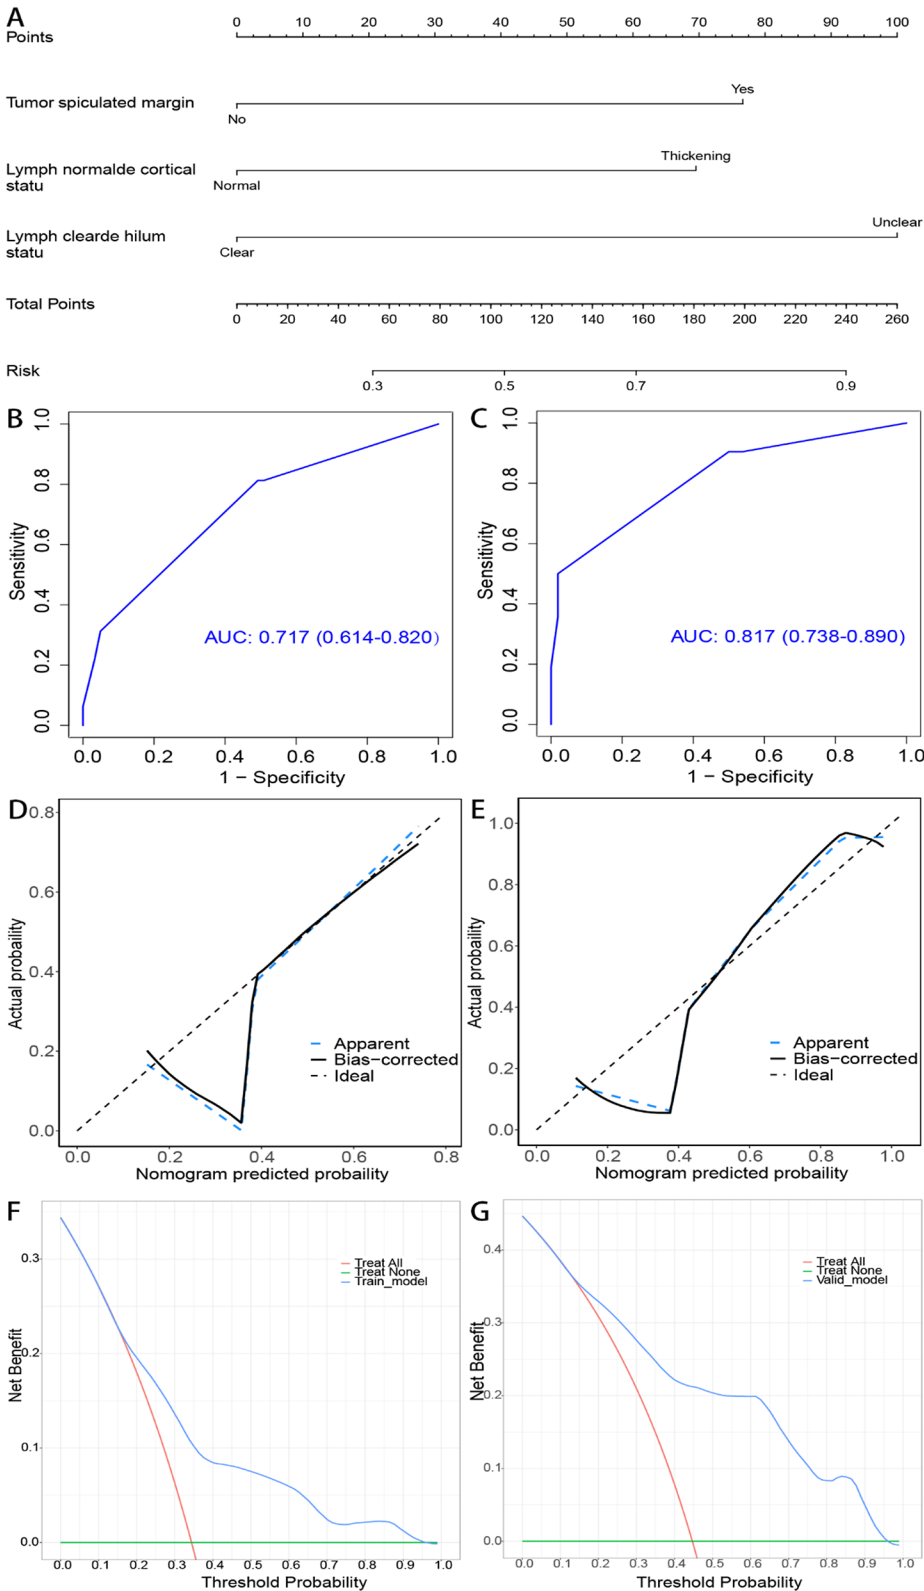 A
0 10 20 30 40 50 60 70 80 90 100
Points
Yes
Tumor spiculated margin
No
Thickening
Lymph normalde cortical
statu
Normal
Unclear
Lymph clearde hilum
statu
Clear
Total Points
0 20 40 60 80 100 120 140 160 180 200 220 240 260
Risk
0.3 0.5 0.7 0.9
B
1.0
0.8
0.6
0.4
0.2
0.0
Sensitivity
AUC: 0.717 (0.614-0.820)
0.0 0.2 0.4 0.6 0.8 1.0
1 − Specificity
C
1.0
0.8
0.6
0.4
0.2
0.0
Sensitivity
AUC: 0.817 (0.738-0.890)
0.0 0.2 0.4 0.6 0.8 1.0
1 − Specificity
D
0.8
0.6
0.4
0.2
0.0
Actual probaility
Apparent
Bias−corrected
Ideal
0.0 0.2 0.4 0.6 0.8
Nomogram predicted probaility
E
1.0
0.8
0.6
0.4
0.2
0.0
Actual probaility
Apparent
Bias−corrected
Ideal
0.0 0.2 0.4 0.6 0.8 1.0
Nomogram predicted probaility
F
0.3
0.2
0.1
0.0
Net Benefit
Treat All
Treat None
Train_model
0.0 0.1 0.2 0.3 0.4 0.5 0.6 0.7 0.8 0.9 1.0
Threshold Probability
G
0.4
0.3
0.2
0.1
0.0
Net Benefit
Treat All
Treat None
Valid_model
0.0 0.1 0.2 0.3 0.4 0.5 0.6 0.7 0.8 0.9 1.0
Threshold Probability